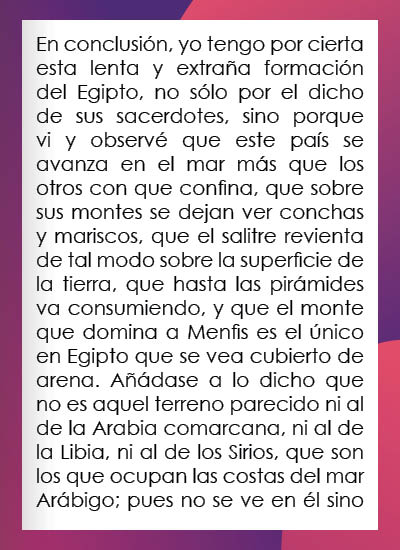 En conclusión, yo tengo por cierta
esta lenta y extraña formación
del Egipto, no sólo por el dicho
de sus sacerdotes, sino porque
vi y observé que este país se
avanza en el mar más que los
otros con que confina, que sobre
sus montes se dejan ver conchas
y mariscos, que el salitre revienta
de tal modo sobre la superficie de
la tierra, que hasta las pirámides
va consumiendo, y que el monte
que domina a Menfis es el único
en Egipto que se vea cubierto de
arena. Añádase a lo dicho que
no es aquel terreno parecido ni al
de la Arabia comarcana, ni al de
la Libia, ni al de los Sirios, que son
los que ocupan las costas del mar
Arábigo; pues no se ve en él sino